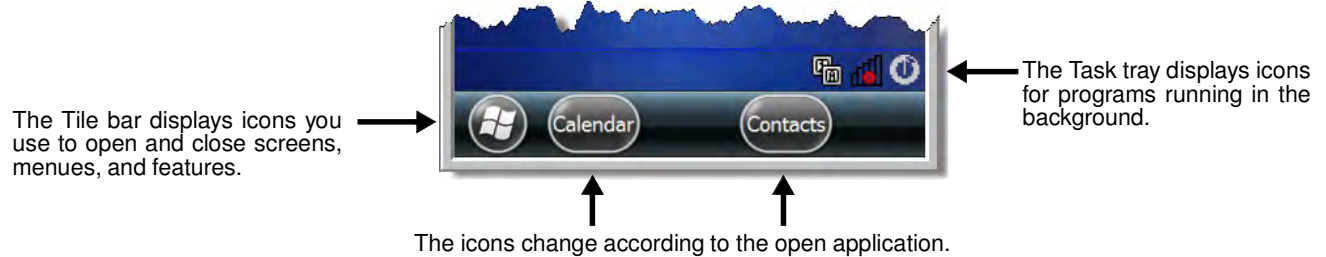 The Tile bar displays icons you
use to open and close screens,
menues, and features.
Calendar
Contacts
The Task tray displays icons
for programs running in the
background.
The icons change according to the open application.